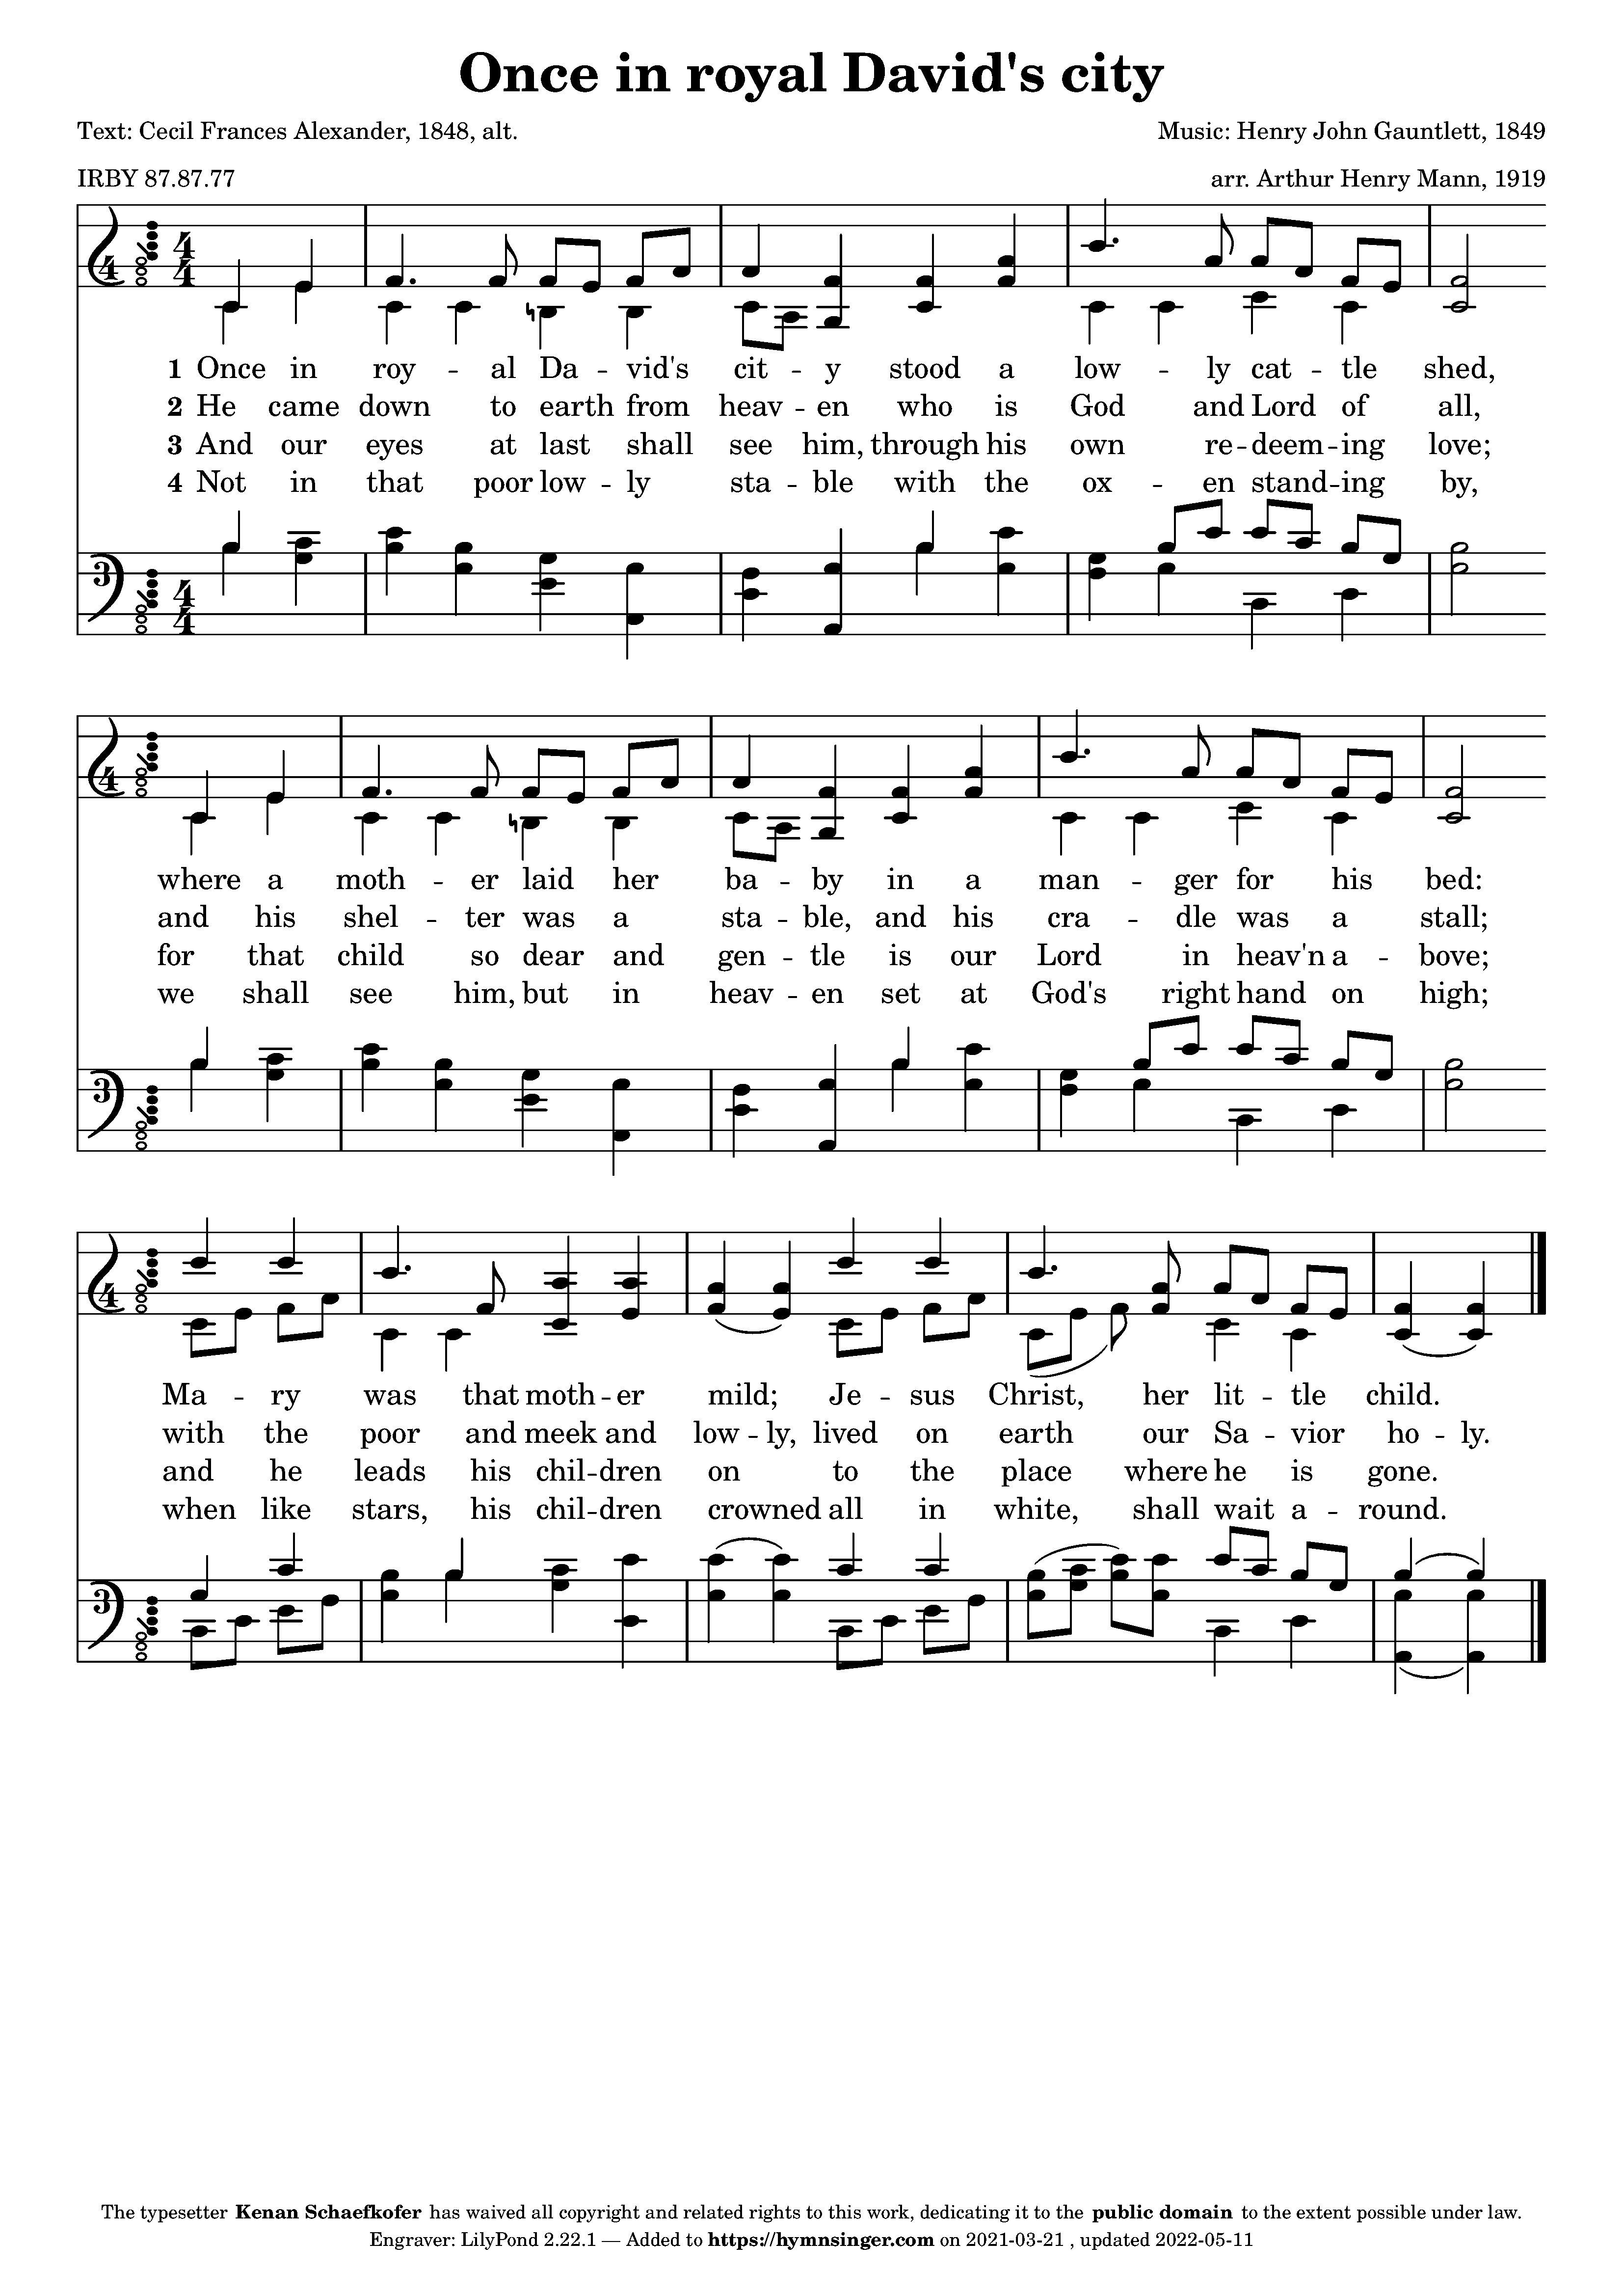 Once in royal David's city
Text: Cecil Frances Alexander, 1848, alt.
Music: Henry John Gauntlett, 1849
IRBY 87.87.77
arr. Arthur Henry Mann, 1919
1 Once in roy - al Da - vid's cit - y stood a low - ly cat - tle shed,
2 He came down to earth from heav - en who is God and Lord of all,
3 And our eyes at last shall see him, through his own re - deem - ing love;
4 Not in that poor low - ly sta - ble with the ox - en stand - ing by,
where a moth - er laid her ba - by in a man - ger for his bed:
and his shel - ter was a sta - ble, and his cra - dle was a stall;
for that child so dear and gen - tle is our Lord in heav'n a - bove;
we shall see him, but in heav - en set at God's right hand on high;
Ma - ry was that moth - er mild; Je - sus Christ, her lit - tle child.
with the poor and meek and low - ly, lived on earth our Sa - vior ho - ly.
and he leads his chil - dren on to the place where he is gone.
when like stars, his chil - dren crowned all in white, shall wait a - round.
The typesetter Kenan Schaefkofer has waived all copyright and related rights to this work, dedicating it to the public domain to the extent possible under law.
Engraver: LilyPond 2.22.1 — Added to https://hymnsinger.com on 2021-03-21 , updated 2022-05-11